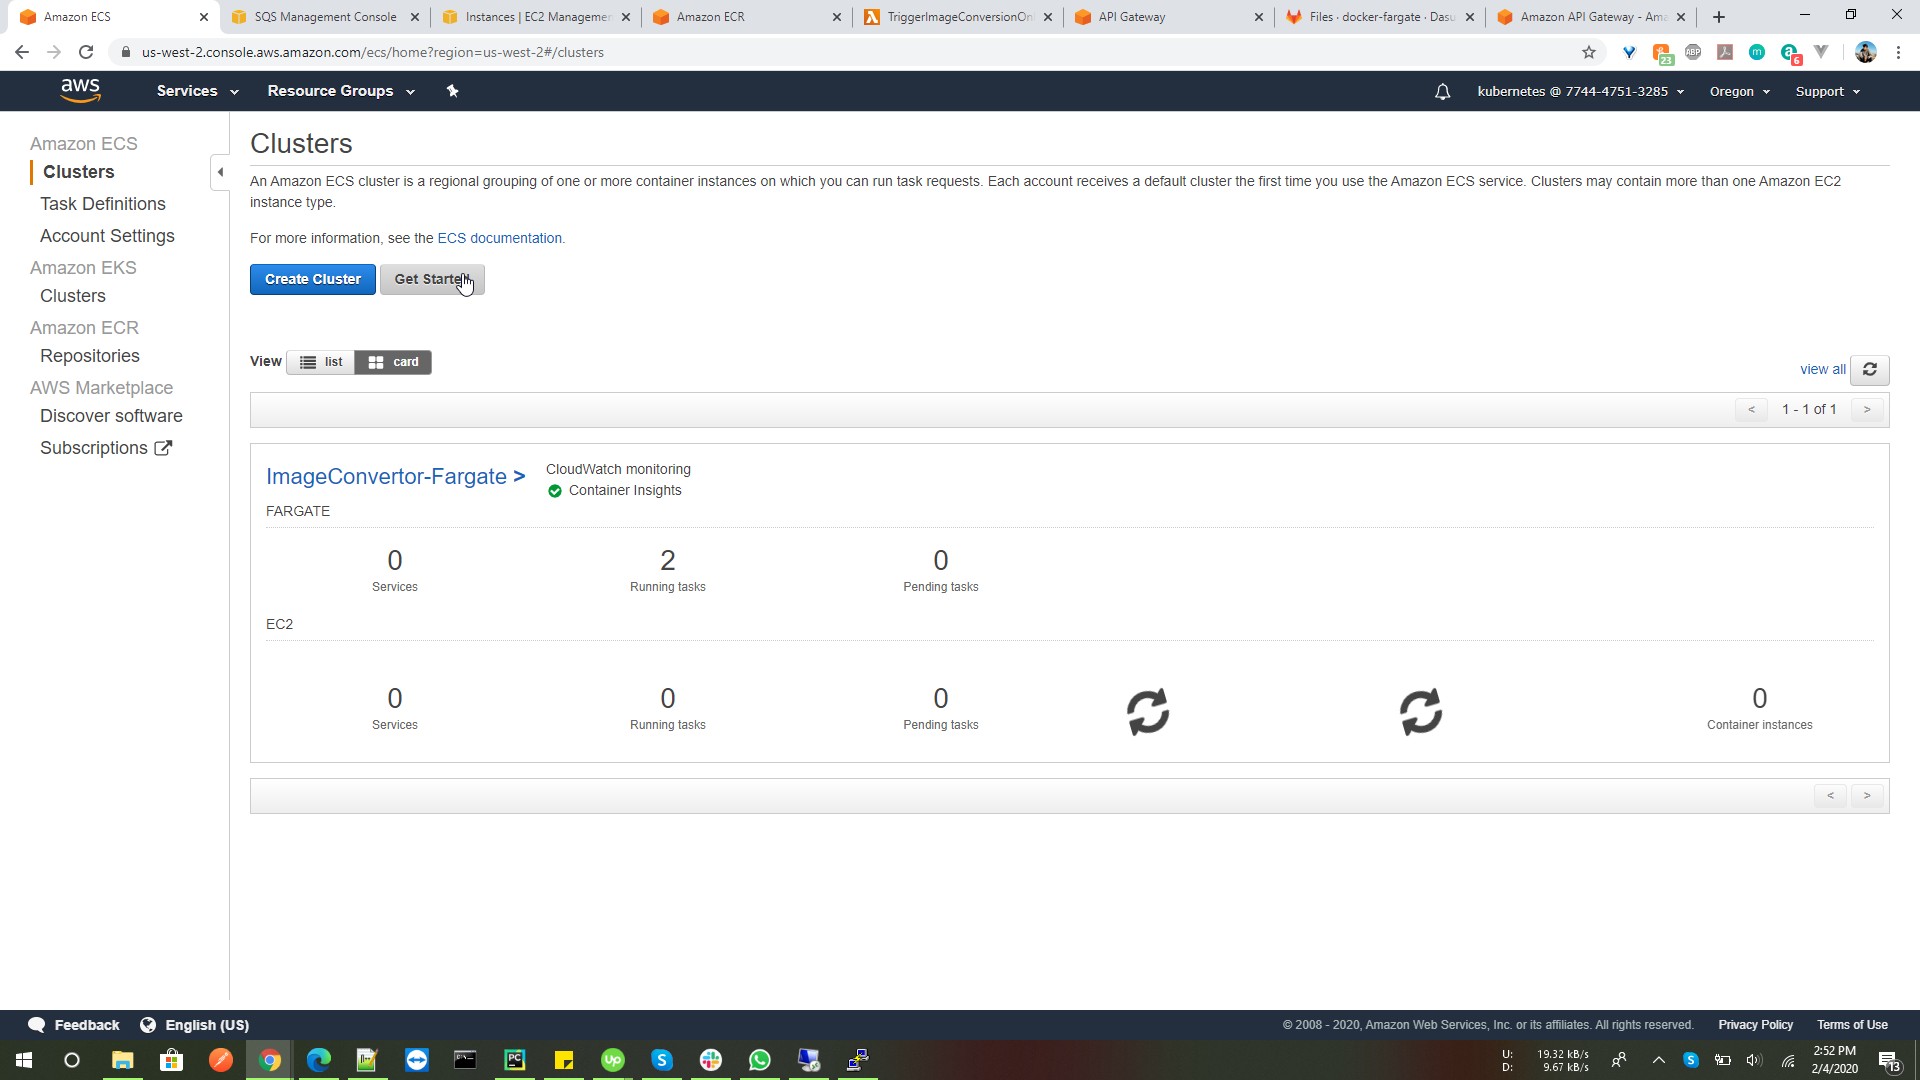 Amazon ECS
SQS Management Console
Instances | EC2 Managemen
Amazon ECR
TriggerImageConversionOn
API Gateway
Files · docker-fargate · Dasu
Amazon API Gateway - Ama
us-west-2.console.aws.amazon.com/ecs/home?region=us-west-2#/clusters
23
ABP
m
a
6
aws
Services
Resource Groups
kubernetes @ 7744-4751-3285
Oregon
Support
Amazon ECS
Clusters
Task Definitions
Account Settings
Amazon EKS
Clusters
Amazon ECR
Repositories
AWS Marketplace
Discover software
Subscriptions
Clusters
An Amazon ECS cluster is a regional grouping of one or more container instances on which you can run task requests. Each account receives a default cluster the first time you use the Amazon ECS service. Clusters may contain more than one Amazon EC2
instance type.
For more information, see the ECS documentation.
Create Cluster
Get Started
View
list
card
view all
< 1 - 1 of 1 >
ImageConvertor-Fargate >
CloudWatch monitoring
Container Insights
FARGATE
0
2
0
Services
Running tasks
Pending tasks
EC2
0
0
0
0
Services
Running tasks
Pending tasks
Container instances
< >
Feedback
English (US)
© 2008 - 2020, Amazon Web Services, Inc. or its affiliates. All rights reserved.
Privacy Policy
Terms of Use
PC
Up
S
U: 19.32 kB/s
D: 9.67 kB/s
S
2:52 PM
2/4/2020
13